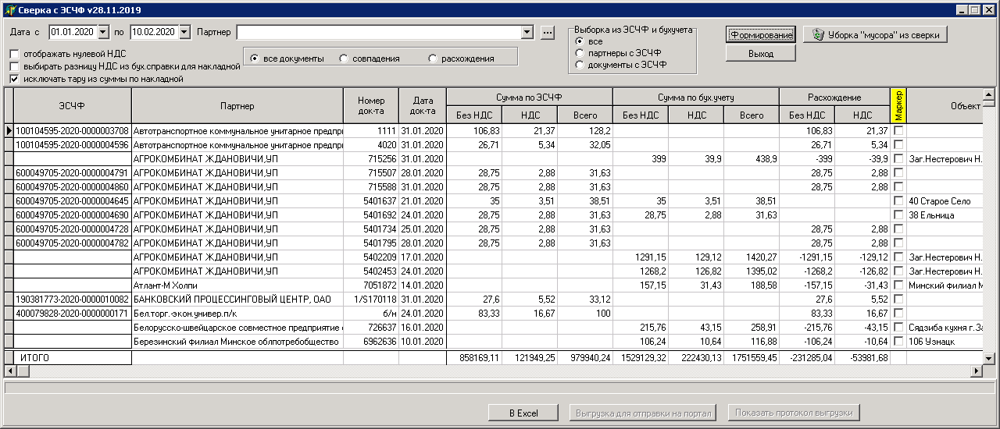 Сверка с ЭСЧФ v28.11.2019
Дата с 01.01.2020 по 10.02.2020 Партнер ...
Выборка из ЭСЧФ и бухучета
все
партнеры с ЭСЧФ
документы с ЭСЧФ
Формирование
Уборка "мусора" из сверки
Выход
отображать нулевой НДС
выбирать разницу НДС из бух.справки для накладной
исключать тару из суммы по накладной
все документы совпадения расхождения
ЭСЧФ Партнер Номер док-та Дата док-та Сумма по ЭСЧФ Сумма по бух.учету Расхождение Маркер Объект
Без НДС НДС Всего Без НДС НДС Всего Без НДС НДС
100104595-2020-0000003708 Автотранспортное коммунальное унитарное предпри 1111 31.01.2020 106,83 21,37 128,2 106,83 21,37
100104595-2020-0000004596 Автотранспортное коммунальное унитарное предпри 4020 31.01.2020 26,71 5,34 32,05 26,71 5,34
АГРОКОМБИНАТ ЖДАНОВИЧИ,УП 715256 31.01.2020 399 39,9 438,9 -399 -39,9 Заг.Нестерович Н.
600049705-2020-0000004791 АГРОКОМБИНАТ ЖДАНОВИЧИ,УП 715507 28.01.2020 28,75 2,88 31,63 28,75 2,88
600049705-2020-0000004860 АГРОКОМБИНАТ ЖДАНОВИЧИ,УП 715588 31.01.2020 28,75 2,88 31,63 28,75 2,88
600049705-2020-0000004645 АГРОКОМБИНАТ ЖДАНОВИЧИ,УП 5401637 21.01.2020 35 3,51 38,51 35 3,51 38,51 40 Старое Село
600049705-2020-0000004690 АГРОКОМБИНАТ ЖДАНОВИЧИ,УП 5401692 24.01.2020 28,75 2,88 31,63 28,75 2,88 31,63 38 Ельница
600049705-2020-0000004728 АГРОКОМБИНАТ ЖДАНОВИЧИ,УП 5401734 25.01.2020 28,75 2,88 31,63 28,75 2,88
600049705-2020-0000004782 АГРОКОМБИНАТ ЖДАНОВИЧИ,УП 5401795 28.01.2020 28,75 2,88 31,63 28,75 2,88
АГРОКОМБИНАТ ЖДАНОВИЧИ,УП 5402209 17.01.2020 1291,15 129,12 1420,27 -1291,15 -129,12 Заг.Нестерович Н.
АГРОКОМБИНАТ ЖДАНОВИЧИ,УП 5402453 24.01.2020 1268,2 126,82 1395,02 -1268,2 -126,82 Заг.Нестерович Н.
Атлант-М Холпи 7051872 14.01.2020 157,15 31,43 188,58 -157,15 -31,43 Минский Филиал М
190381773-2020-0000010082 БАНКОВСКИЙ ПРОЦЕССИНГОВЫЙ ЦЕНТР, ОАО 1/S170118 31.01.2020 27,6 5,52 33,12 27,6 5,52
400079828-2020-0000000171 Бел.торг.-экон.универ.п/к б/н 24.01.2020 83,33 16,67 100 83,33 16,67
Белорусско-швейцарское совместное предприятие о 726637 16.01.2020 215,76 43,15 258,91 -215,76 -43,15 Сядзиба кухня г.За
Березинский Филиал Минское облпотребобщество 6962636 10.01.2020 106,24 10,64 116,88 -106,24 -10,64 106 Узнацк
ИТОГО 858169,11 121949,25 979940,24 1529129,32 222430,13 1751559,45 -231285,04 -53981,68
В Excel Выгрузка для отправки на портал Показать протокол выгрузки